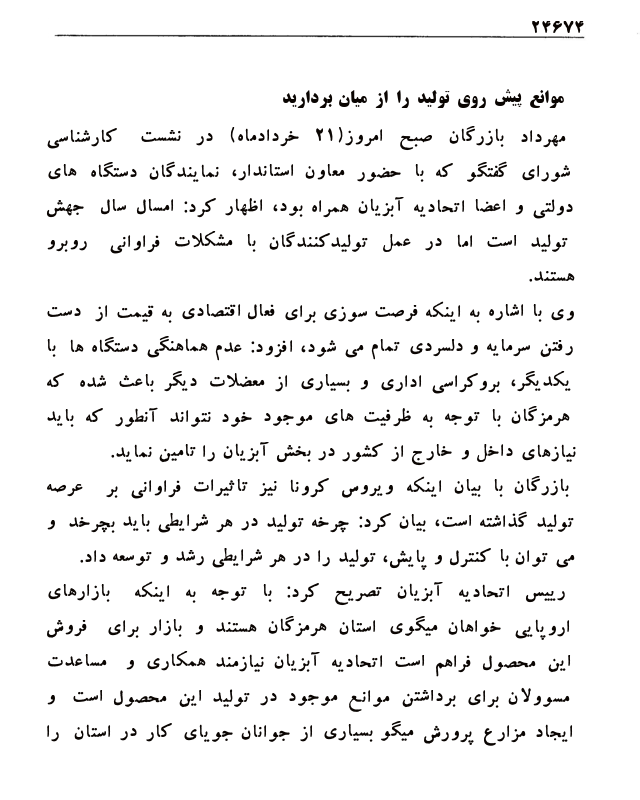 ۲۴۶۷۴
موانع پیش روی تولید را از میان بردارید
مهرداد بازرگان صبح امروز(۲۱ خردادماه) در نشست کارشناسی
شورای گفتگو که با حضور معاون استاندار، نمایندگان دستگاه های
دولتی و اعضا اتحادیه آبزیان همراه بود، اظهار کرد: امسال سال جهش
تولید است اما در عمل تولیدکنندگان با مشکلات فراوانی روبرو
هستند.
وی با اشاره به اینکه فرصت سوزی برای فعال اقتصادی به قیمت از دست
رفتن سرمایه و دلسردی تمام می شود، افزود: عدم هماهنگی دستگاه ها با
یکدیگر، بروکراسی اداری و بسیاری از معضلات دیگر باعث شده که
هرمزگان با توجه به ظرفیت های موجود خود نتواند آنطور که باید
نیازهای داخل و خارج از کشور در بخش آبزیان را تامین نماید.
بازرگان با بیان اینکه ویروس کرونا نیز تاثیرات فراوانی بر عرصه
تولید گذاشته است، بیان کرد: چرخه تولید در هر شرایطی باید بچرخد و
می توان با کنترل و پایش، تولید را در هر شرایطی رشد و توسعه داد.
رییس اتحادیه آبزیان تصریح کرد: با توجه به اینکه بازارهای
اروپایی خواهان میگوی استان هرمزگان هستند و بازار برای فروش
این محصول فراهم است اتحادیه آبزیان نیازمند همکاری و مساعدت
مسوولان برای برداشتن موانع موجود در تولید این محصول است و
ایجاد مزارع پرورش میگو بسیاری از جوانان جویای کار در استان را